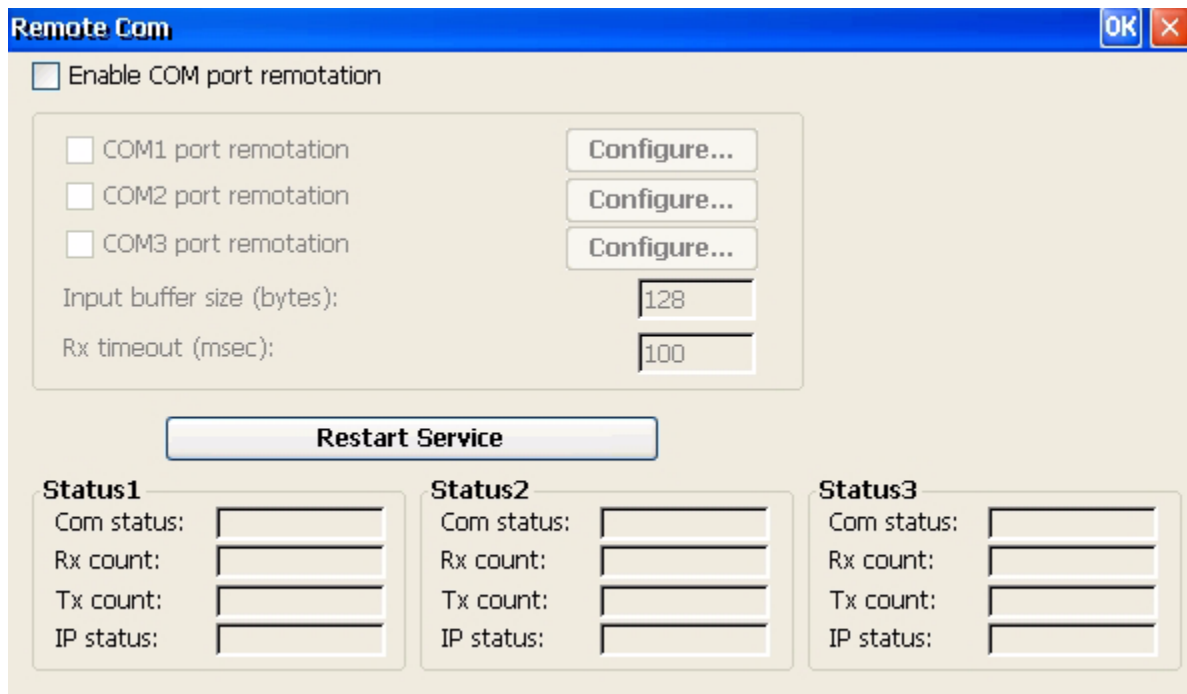 Remote Com OK
Enable COM port remotation
COM1 port remotation Configure...
COM2 port remotation Configure...
COM3 port remotation Configure...
Input buffer size (bytes): 128
Rx timeout (msec): 100
Restart Service
Status1 Status2 Status3
Com status: Com status: Com status:
Rx count: Rx count: Rx count:
Tx count: Tx count: Tx count:
IP status: IP status: IP status: